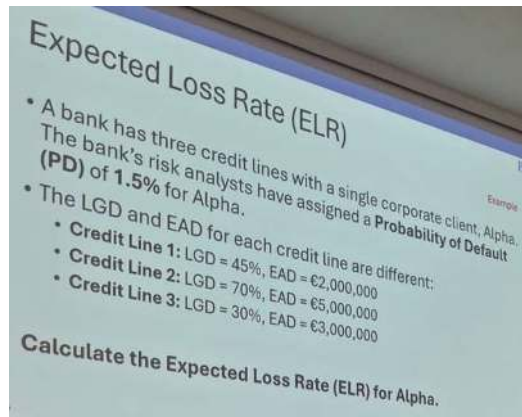 Expected Loss Rate (ELR)
Example
• A bank has three credit lines with a single corporate client, Alpha.
The bank's risk analysts have assigned a Probability of Default
(PD) of 1.5% for Alpha.
• The LGD and EAD for each credit line are different:
• Credit Line 1: LGD = 45%, EAD = €2,000,000
• Credit Line 2: LGD = 70%, EAD = €5,000,000
• Credit Line 3: LGD = 30%, EAD = €3,000,000
Calculate the Expected Loss Rate (ELR) for Alpha.